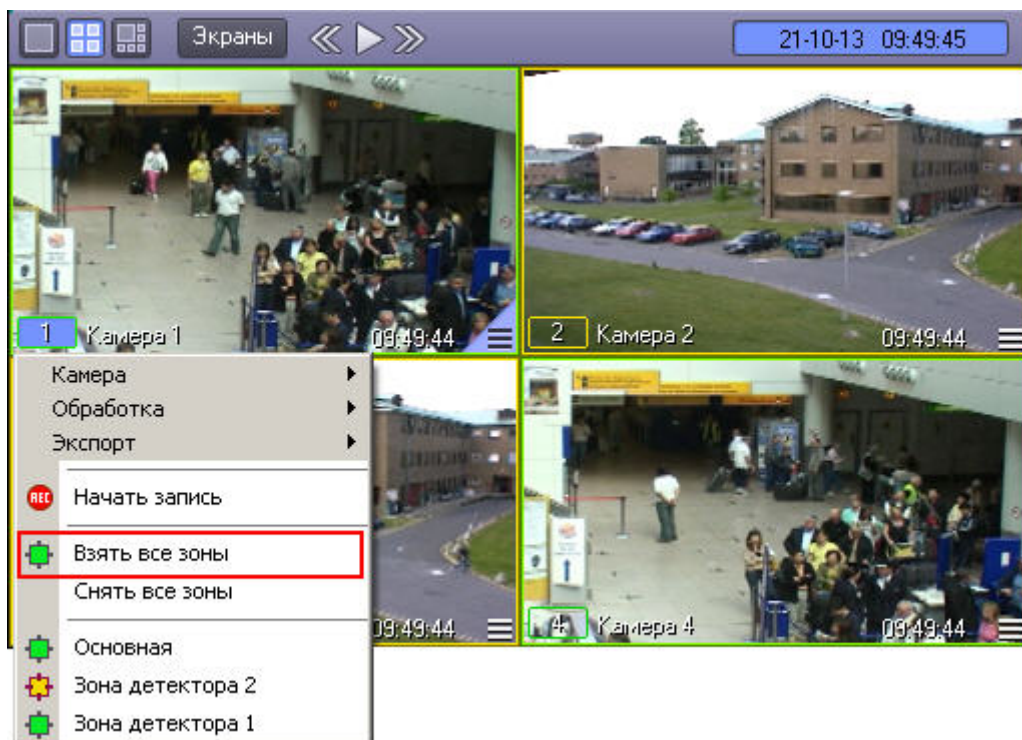 Экраны
21-10-13 09:49:45
1 Камера 1 09:49:44
2 Камера 2 09:49:44
Камера
Обработка
Экспорт
REC Начать запись
Взять все зоны
Снять все зоны
Основная
Зона детектора 2
Зона детектора 1
09:49:44
4 Камера 4 09:49:44